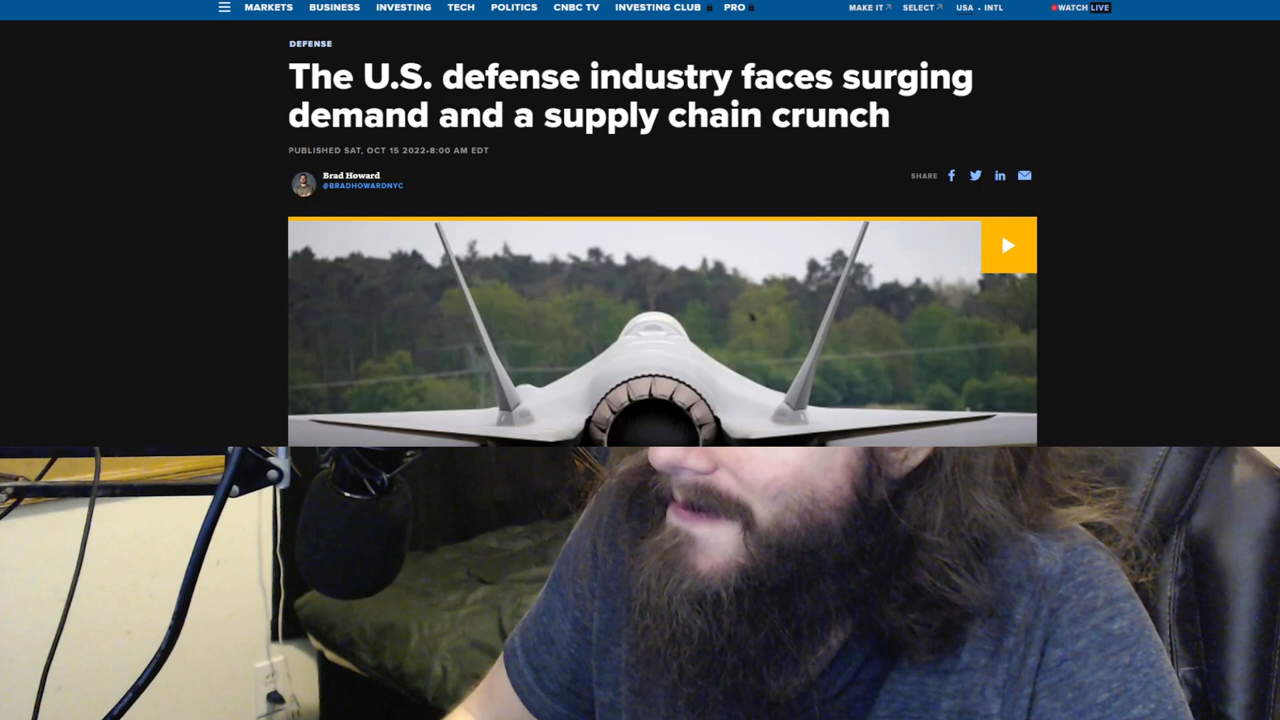 MARKETS BUSINESS INVESTING TECH POLITICS CNBC TV INVESTING CLUB PRO MAKE IT SELECT USA • INTL WATCH LIVE
DEFENSE
The U.S. defense industry faces surging
demand and a supply chain crunch
PUBLISHED SAT, OCT 15 2022•8:00 AM EDT
Brad Howard
@BRADHOWARDNYC
SHARE